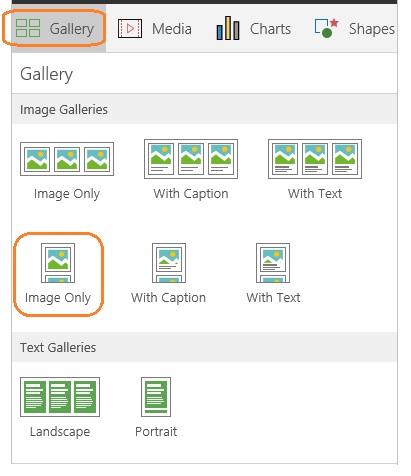 Gallery Media Charts Shapes
Gallery
Image Galleries
Image Only With Caption With Text
Image Only With Caption With Text
Text Galleries
Landscape Portrait